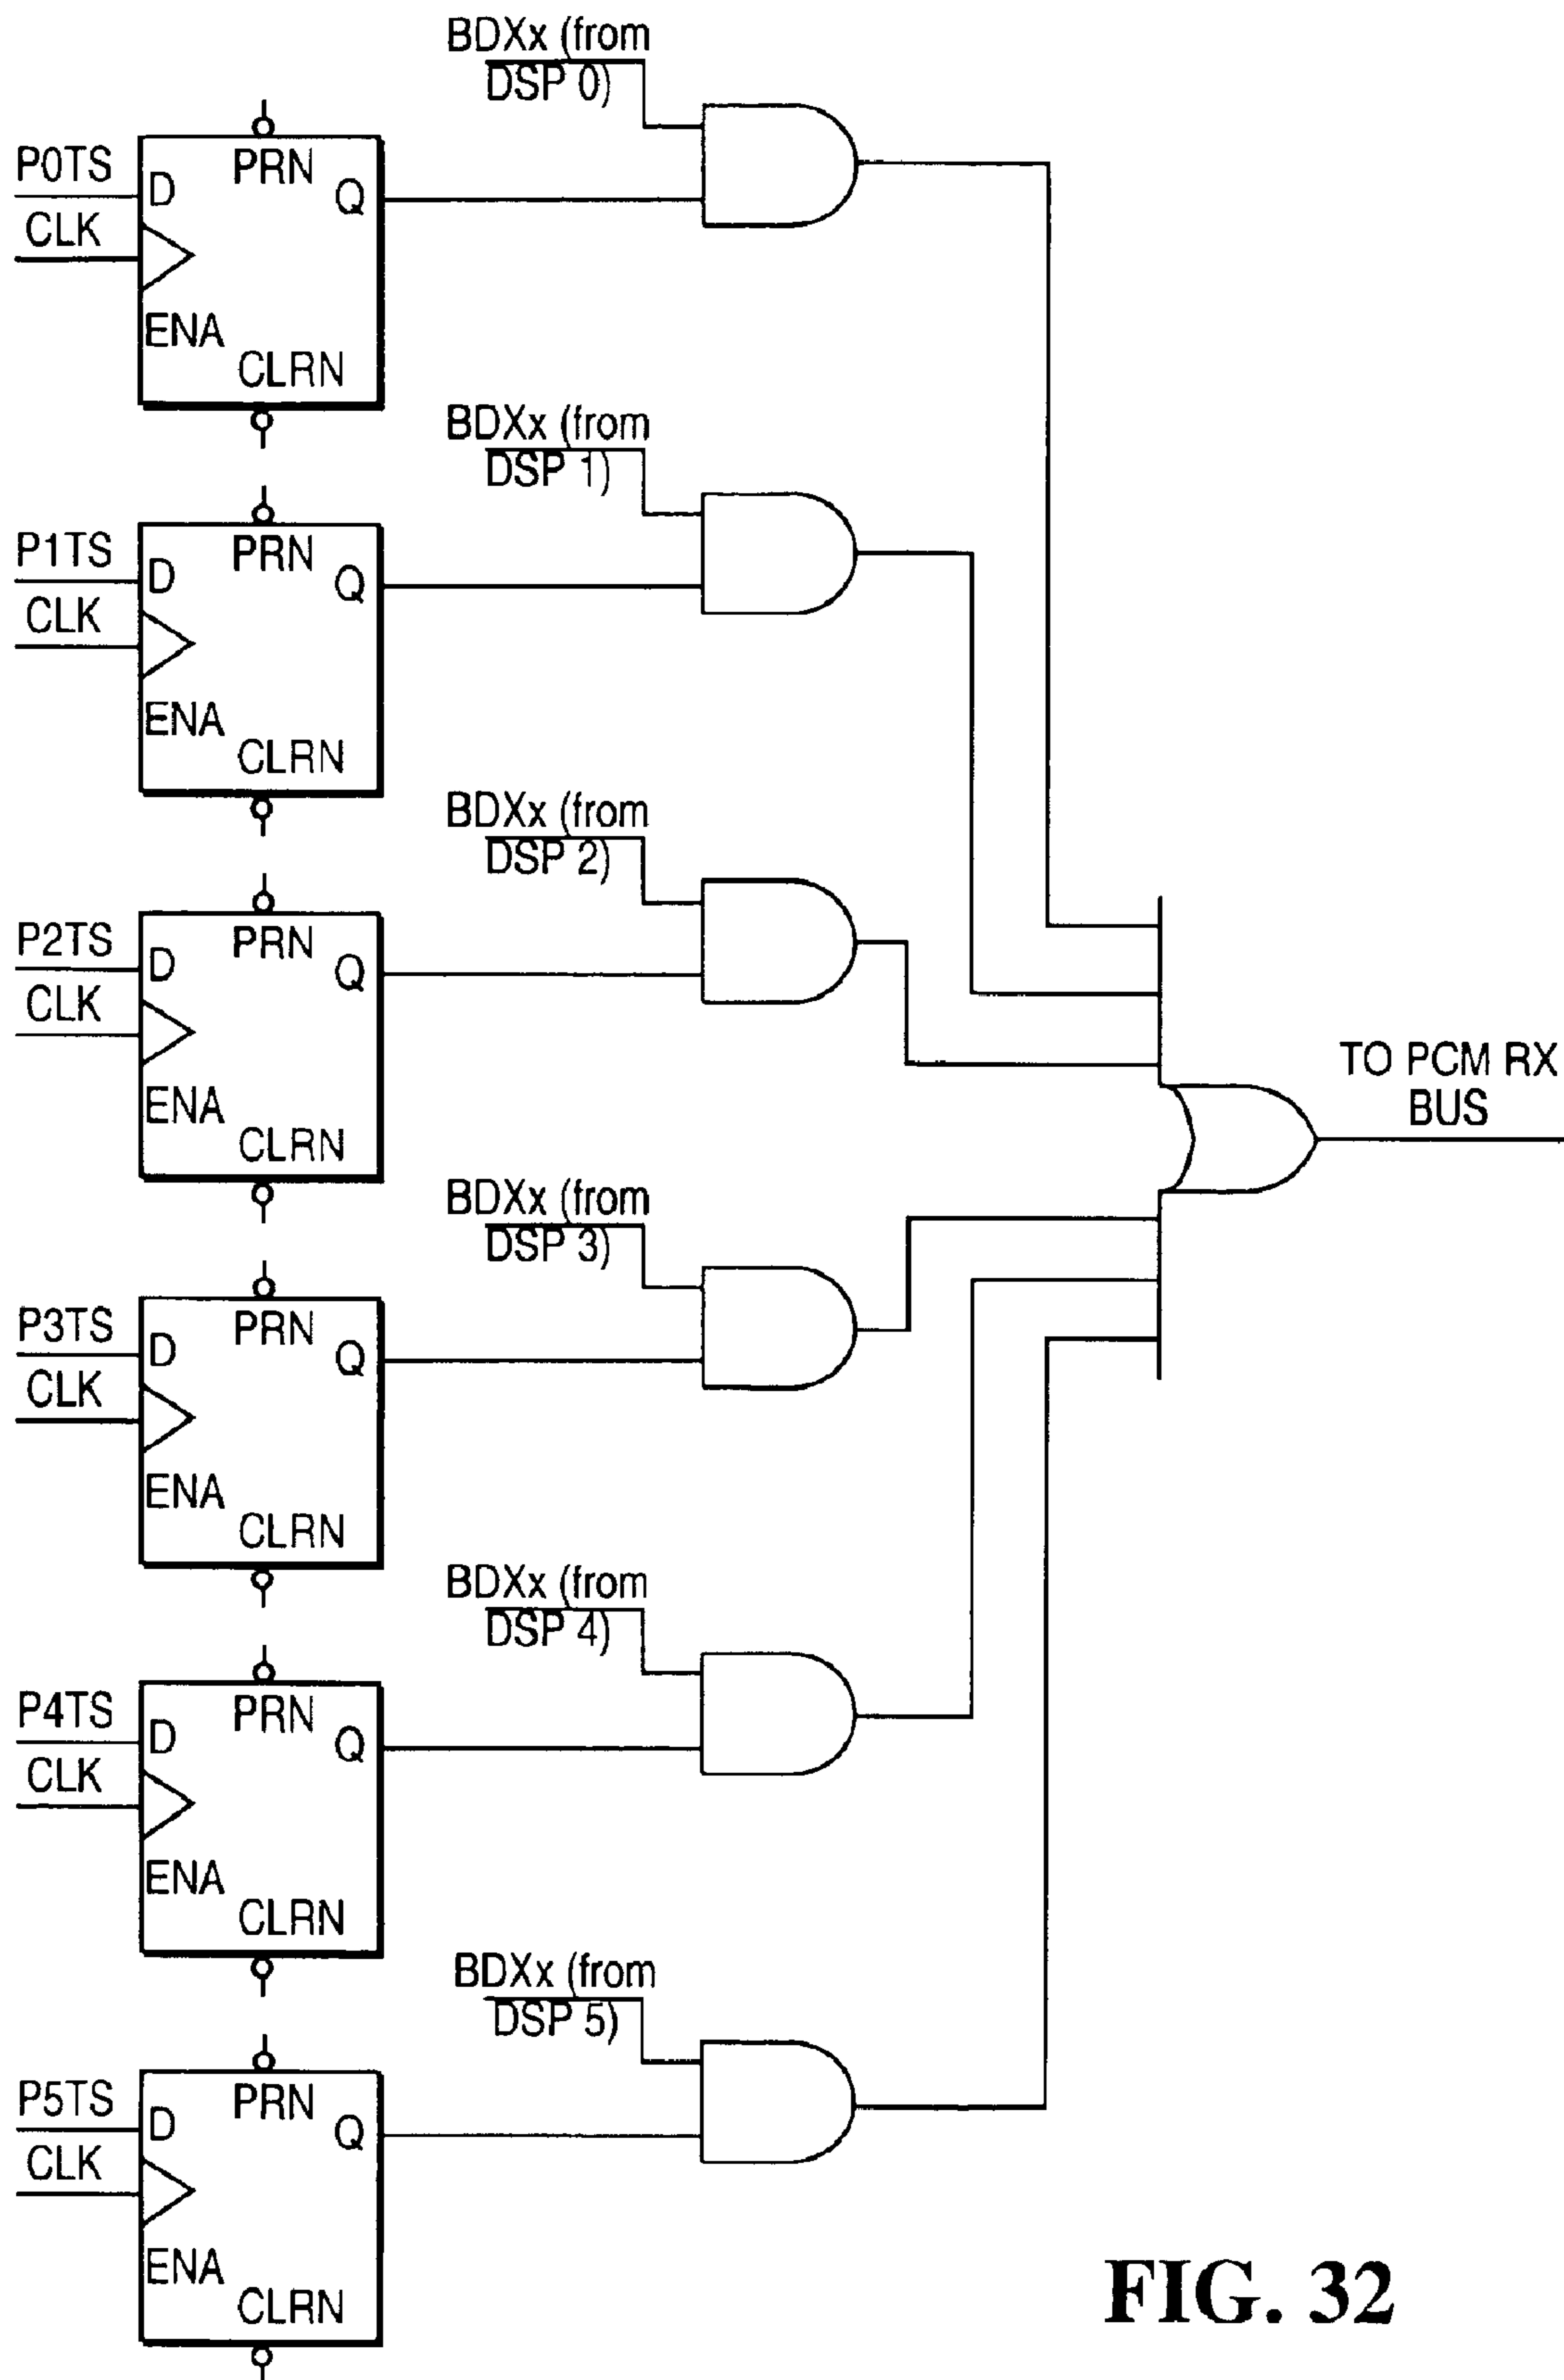 BDXx (from
DSP 0)
P0TS
CLK
D
PRN
Q
ENA
CLRN
BDXx (from
DSP 1)
P1TS
CLK
D
PRN
Q
ENA
CLRN
BDXx (from
DSP 2)
P2TS
CLK
D
PRN
Q
ENA
CLRN
TO PCM RX
BUS
BDXx (from
DSP 3)
P3TS
CLK
D
PRN
Q
ENA
CLRN
BDXx (from
DSP 4)
P4TS
CLK
D
PRN
Q
ENA
CLRN
BDXx (from
DSP 5)
P5TS
CLK
D
PRN
Q
ENA
CLRN
FIG. 32